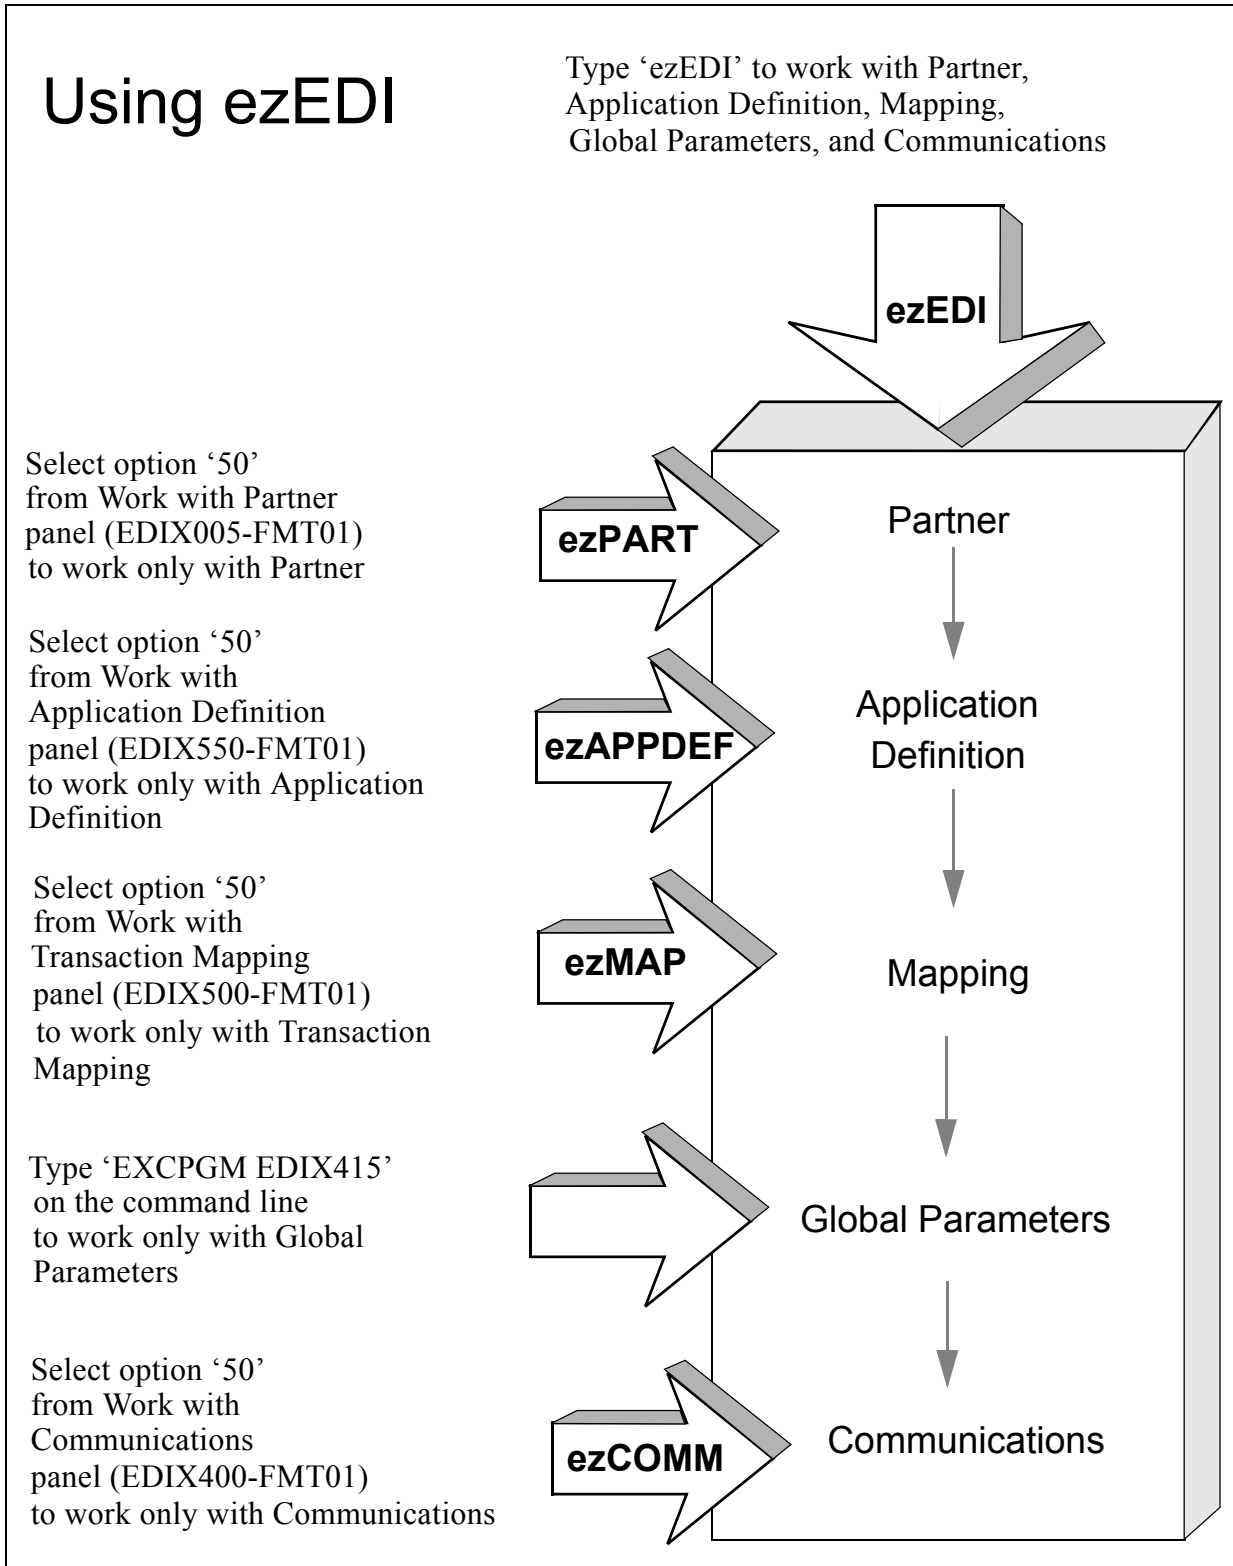 Using ezEDI
Type ‘ezEDI’ to work with Partner,
Application Definition, Mapping,
Global Parameters, and Communications
ezEDI
Select option ‘50’
from Work with Partner
panel (EDIX005-FMT01)
to work only with Partner
ezPART
Partner
Select option ‘50’
from Work with
Application Definition
panel (EDIX550-FMT01)
to work only with Application
Definition
ezAPPDEF
Application
Definition
Select option ‘50’
from Work with
Transaction Mapping
panel (EDIX500-FMT01)
to work only with Transaction
Mapping
ezMAP
Mapping
Type ‘EXCPGM EDIX415’
on the command line
to work only with Global
Parameters
Global Parameters
Select option ‘50’
from Work with
Communications
panel (EDIX400-FMT01)
to work only with Communications
ezCOMM
Communications